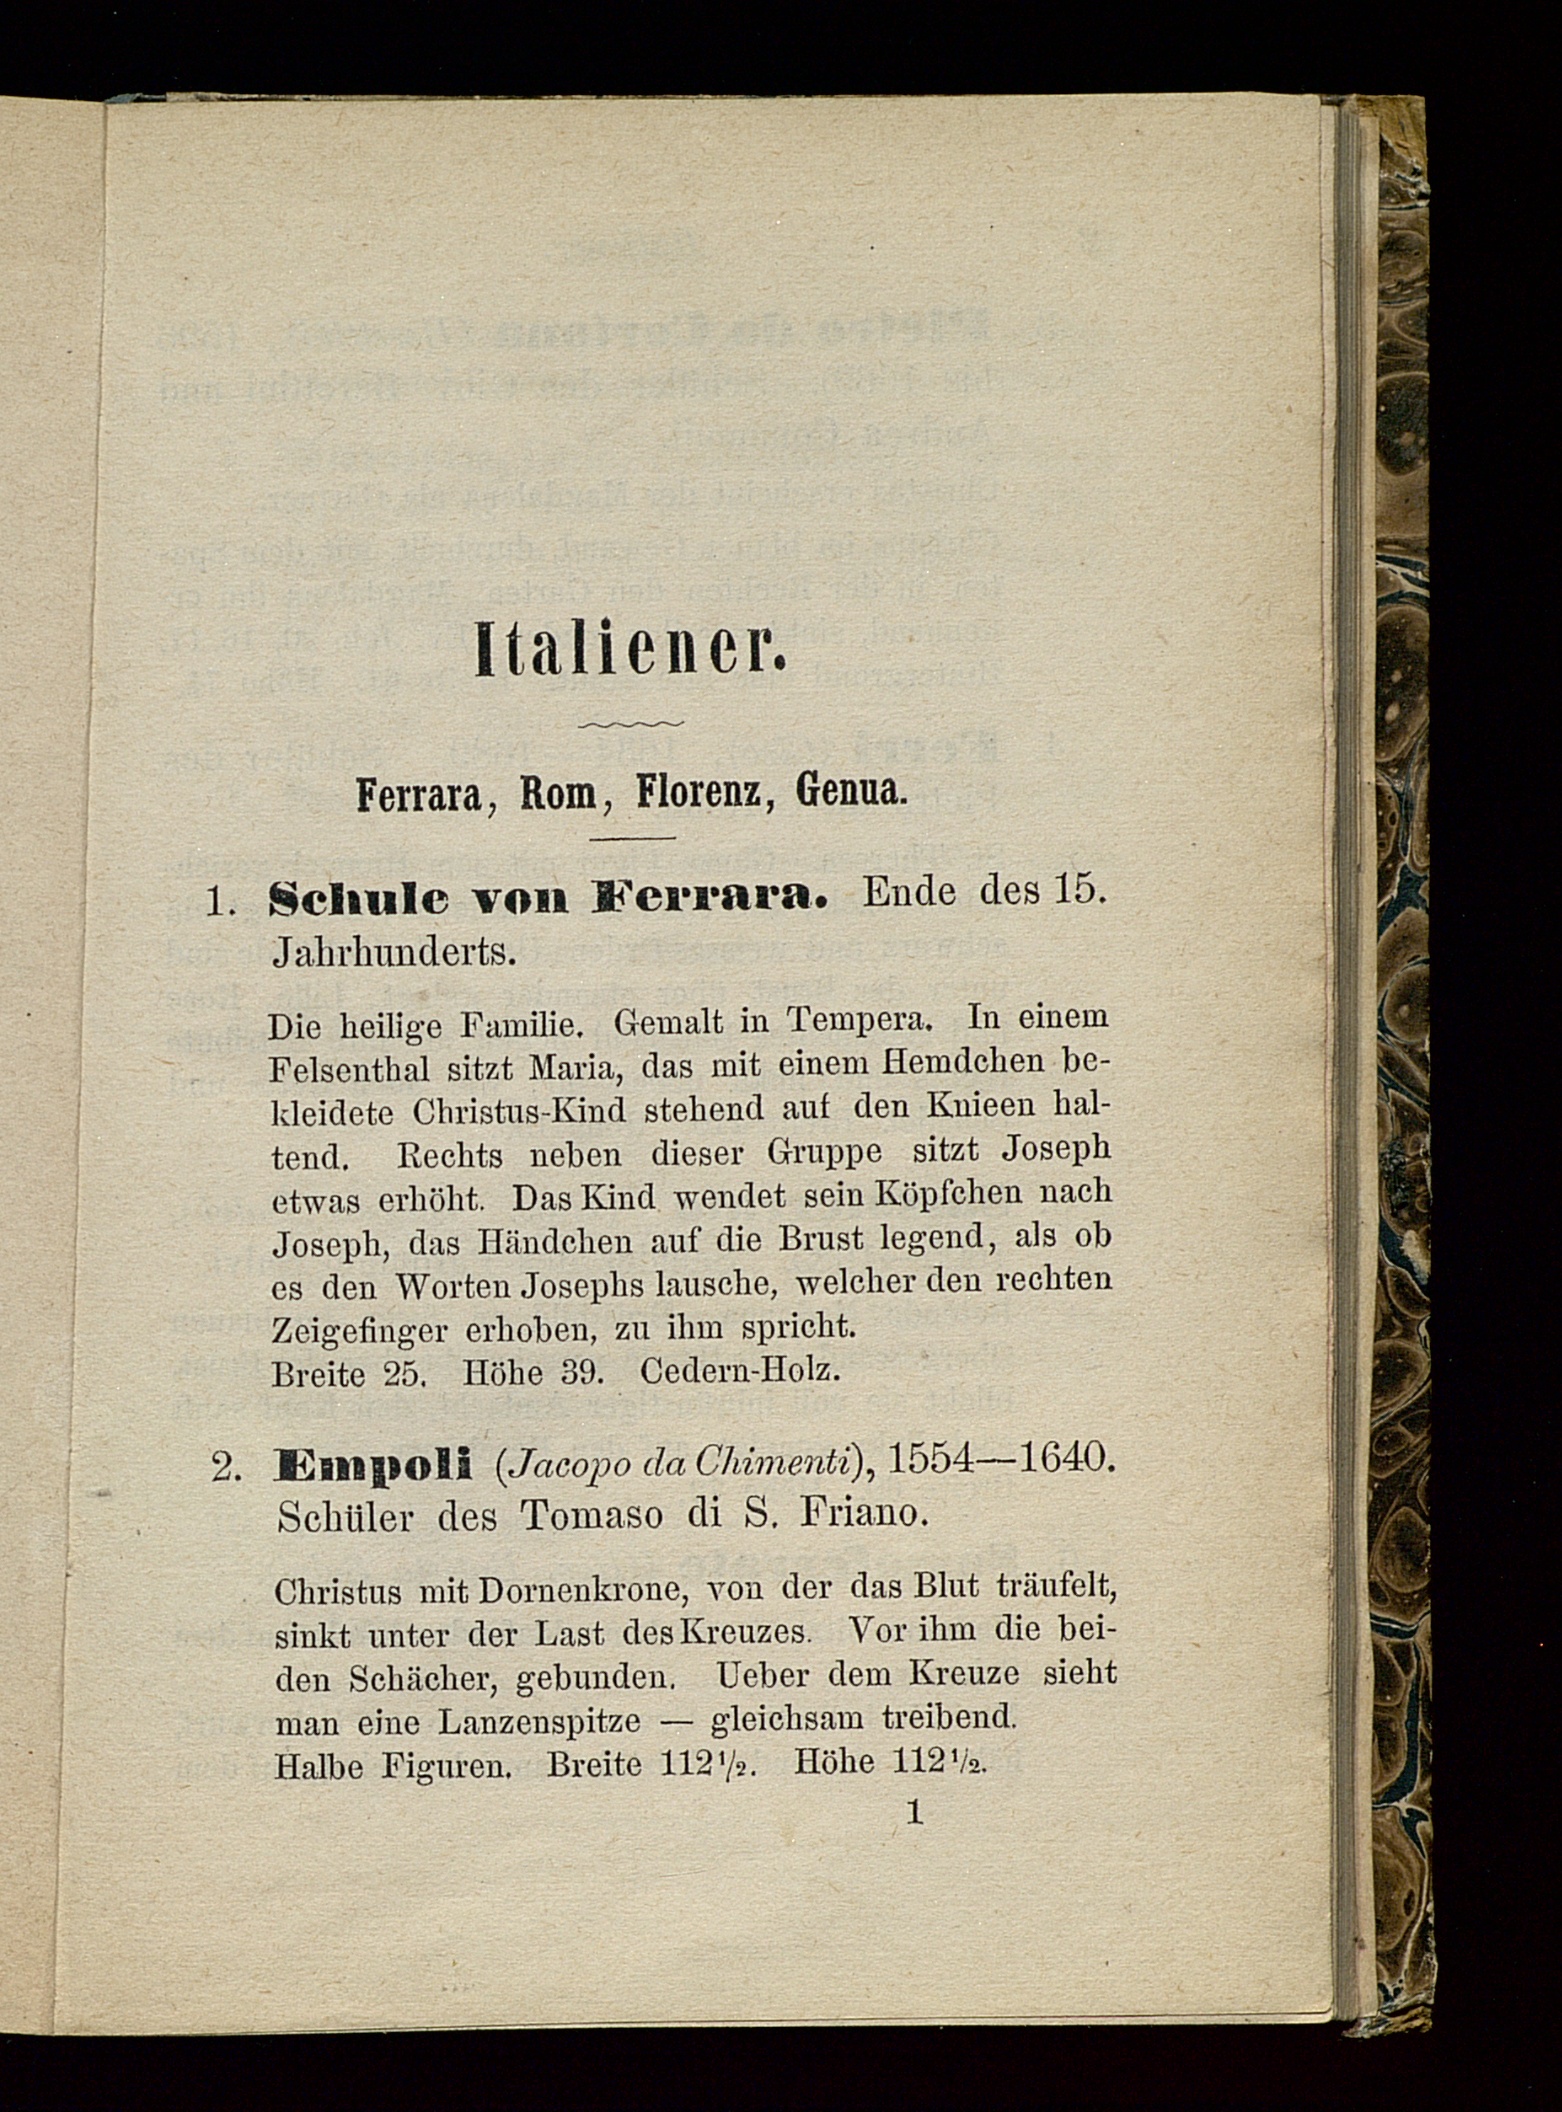 Italiener.
Ferrara, Rom, Florenz, Genua.
1. Schule von Ferrara. Ende des 15.
Jahrhunderts.
Die heilige Familie. Gemalt in Tempera. In einem
Felsenthal sitzt Maria, das mit einem Hemdchen be-
kleidete Christus-Kind stehend auf den Knieen hal-
tend. Rechts neben dieser Gruppe sitzt Joseph
etwas erhöht. Das Kind wendet sein Köpfchen nach
Joseph, das Händchen auf die Brust legend, als ob
es den Worten Josephs lausche, welcher den rechten
Zeigefinger erhoben, zu ihm spricht.
Breite 25. Höhe 39. Cedern-Holz.
2. Empoli (Jacopo da Chimenti), 1554—1640.
Schüler des Tomaso di S. Friano.
Christus mit Dornenkrone, von der das Blut träufelt,
sinkt unter der Last des Kreuzes. Vor ihm die bei-
den Schächer, gebunden. Ueber dem Kreuze sieht
man eine Lanzenspitze — gleichsam treibend.
Halbe Figuren. Breite 112½. Höhe 112½.
1